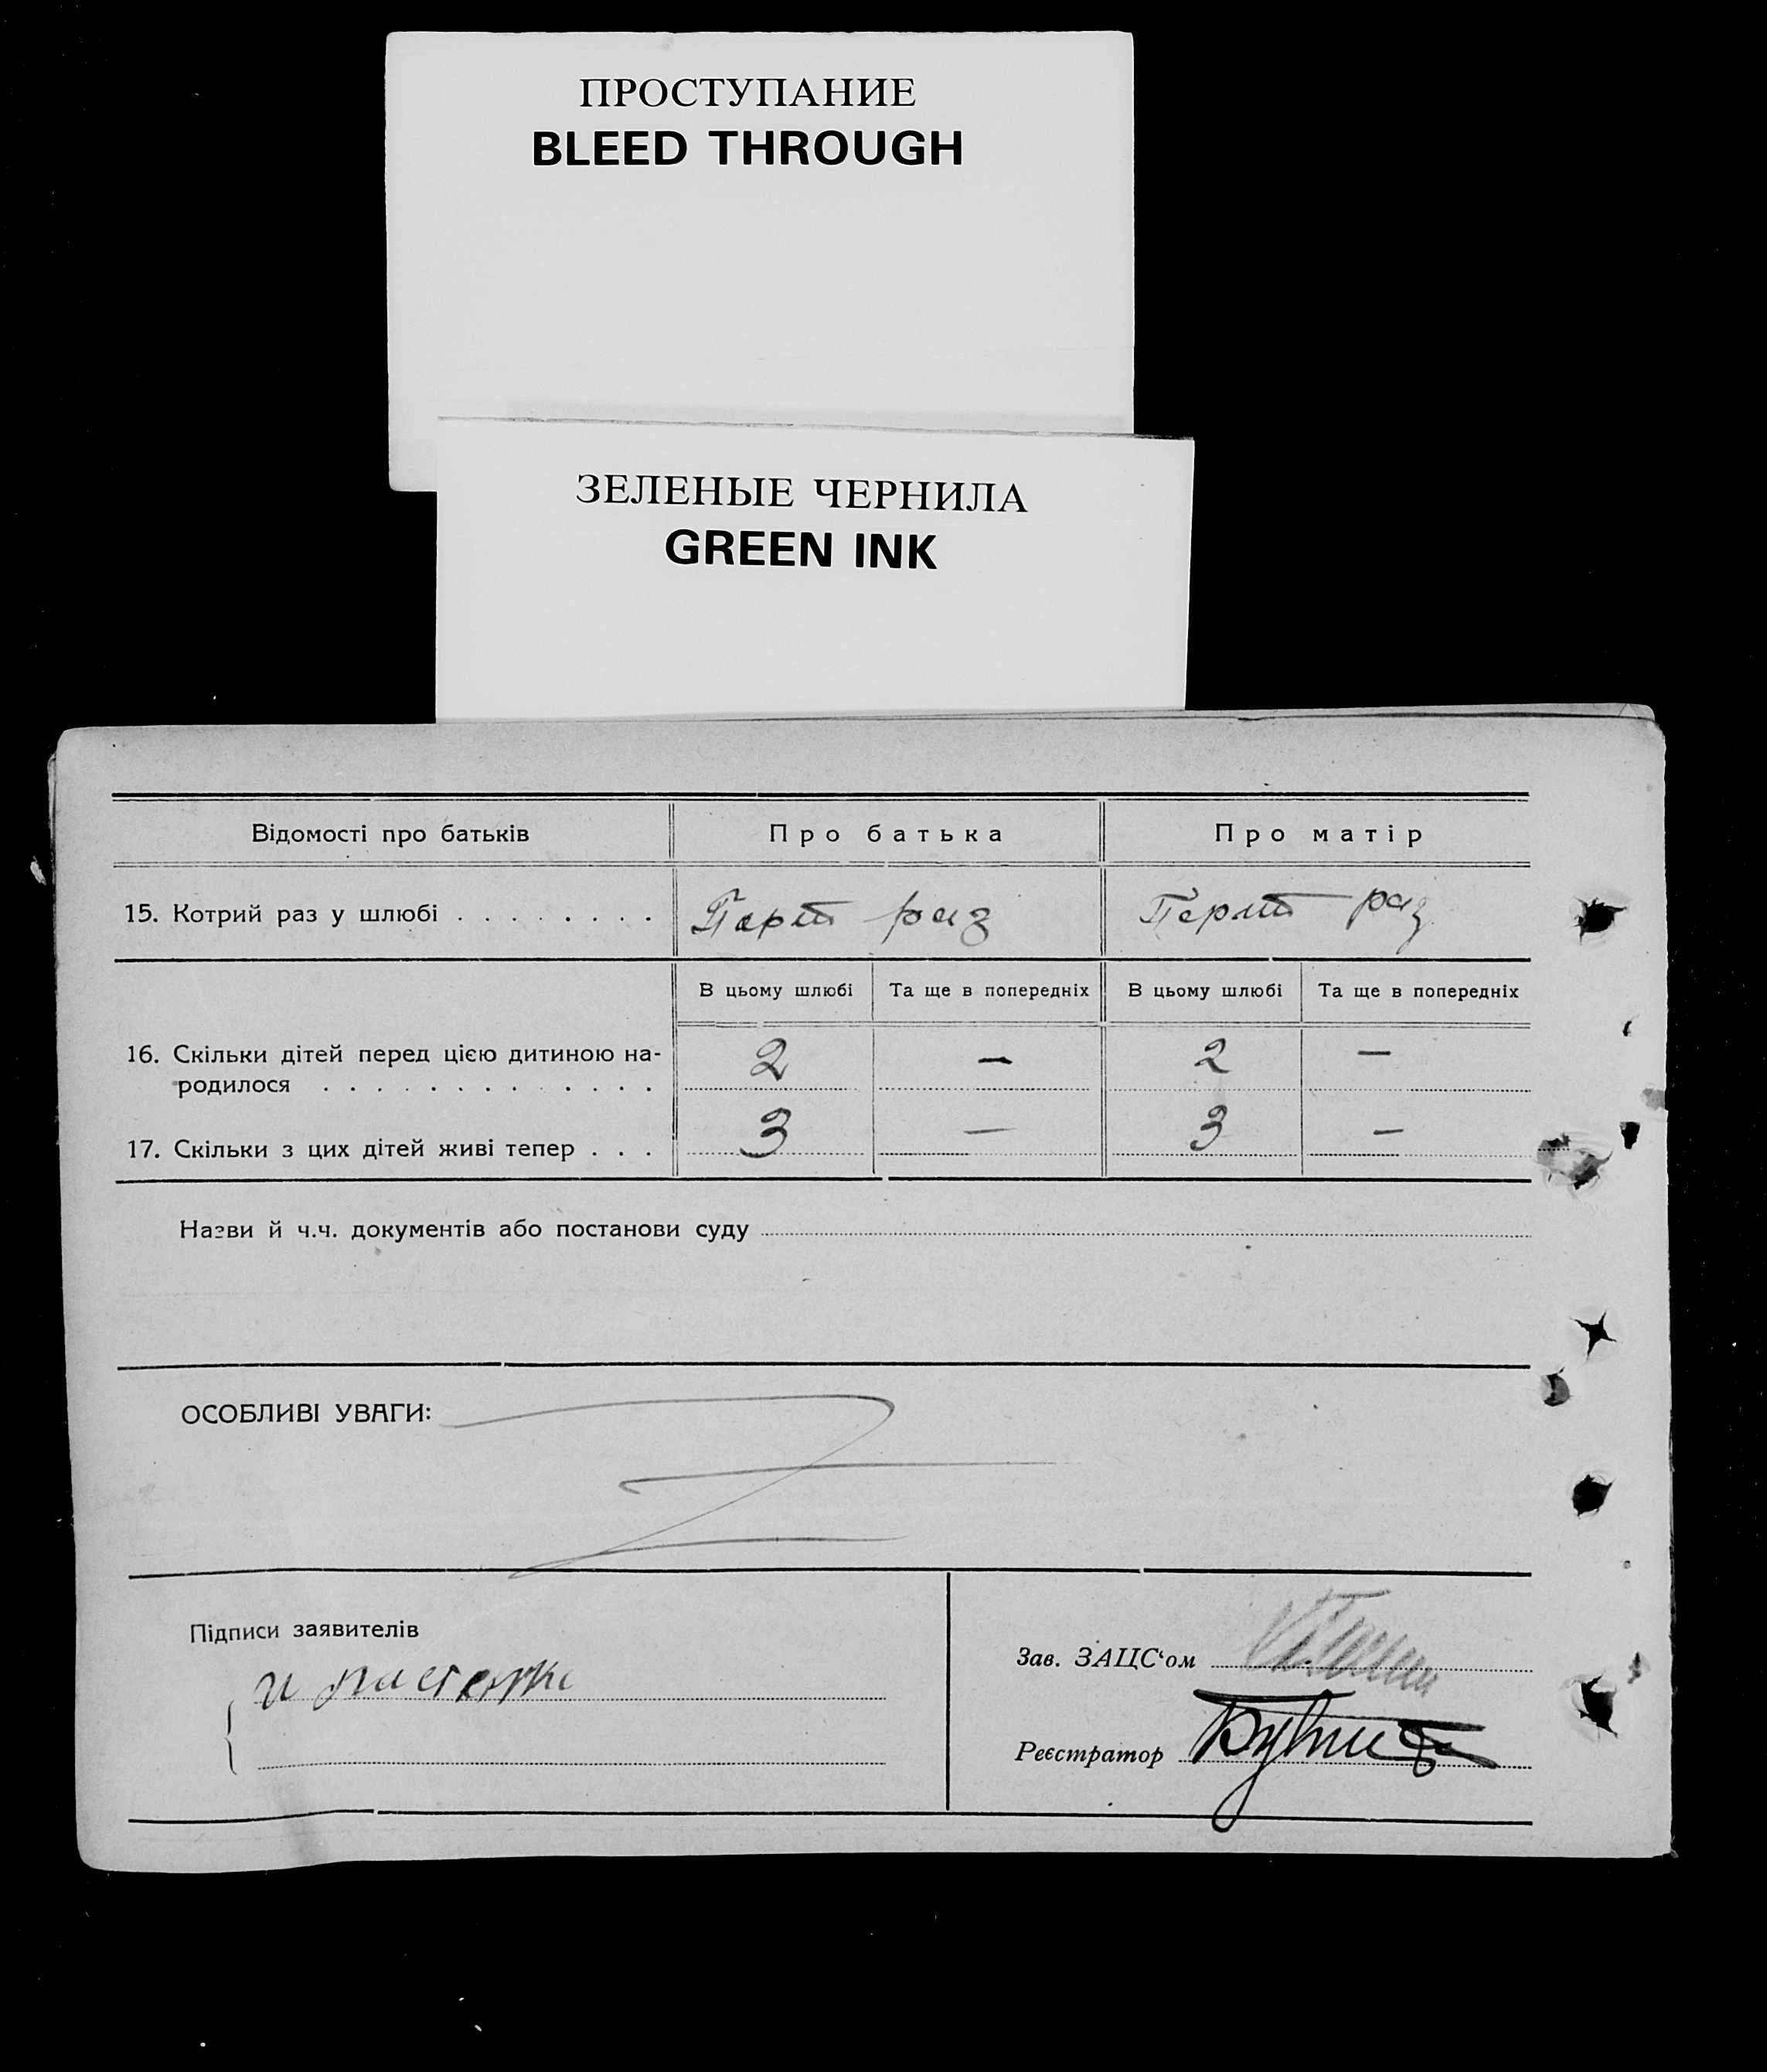 ПРОСТУПАНИЕ
BLEED THROUGH
ЗЕЛЕНЫЕ ЧЕРНИЛА
GREEN INK
Відомості про батьків Про батька Про матір
15. Котрий раз у шлюбі . . . . . . . . раз раз
В цьому шлюбі Та ще в попередніх В цьому шлюбі Та ще в попередніх
16. Скільки дітей перед цією дитиною на- 2 — 2 —
родилося . . . . . . . . . . . . .
17. Скільки з цих дітей живі тепер . . . 3 — 3 —
Назви й ч.ч. документів або постанови суду
ОСОБЛИВІ УВАГИ:
Підписи заявителів
Зав. ЗАЦС‘ом
Реєстратор